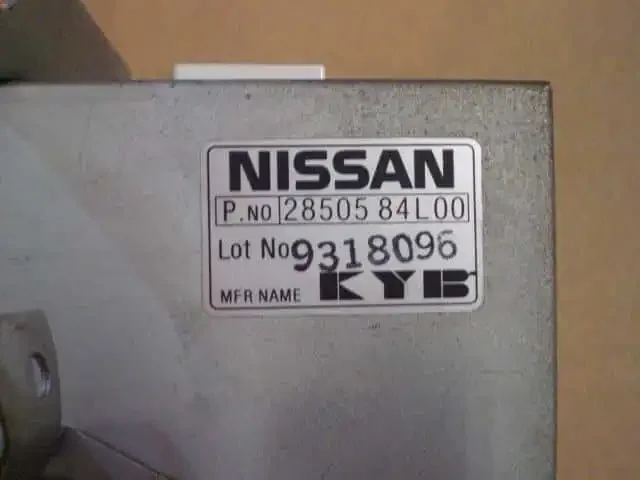 NISSAN
P.NO 28505 84L00
Lot No 9318096
MFR NAME KYB